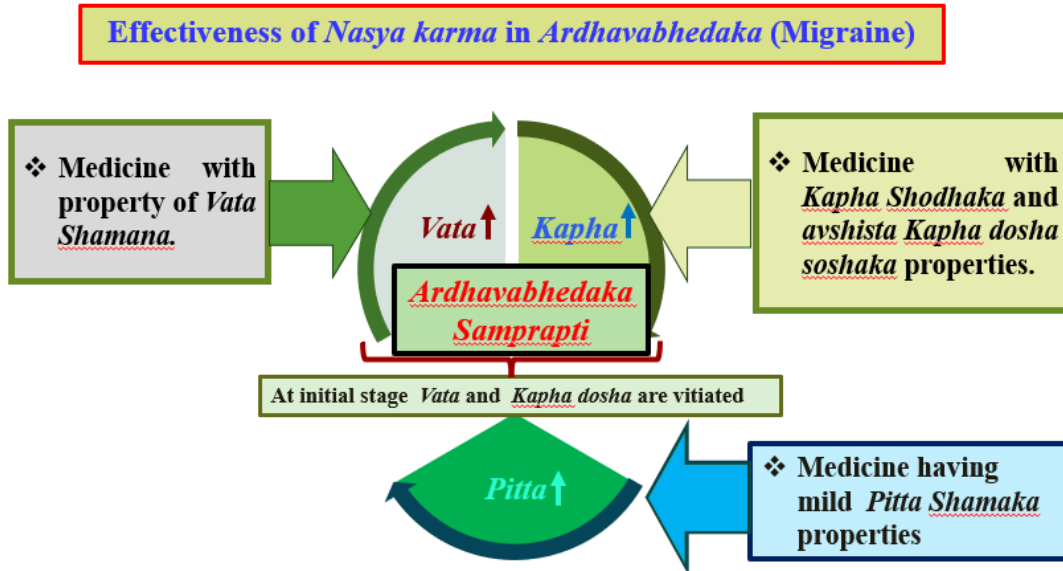 Effectiveness of Nasya karma in Ardhavabhedaka (Migraine)
❖ Medicine with
property of Vata
Shamana.
Vata↑
Kapha↑
❖ Medicine with
Kapha Shodhaka and
avshista Kapha dosha
soshaka properties.
Ardhavabhedaka
Samprapti
At initial stage Vata and Kapha dosha are vitiated
Pitta↑
❖ Medicine having
mild Pitta Shamaka
properties